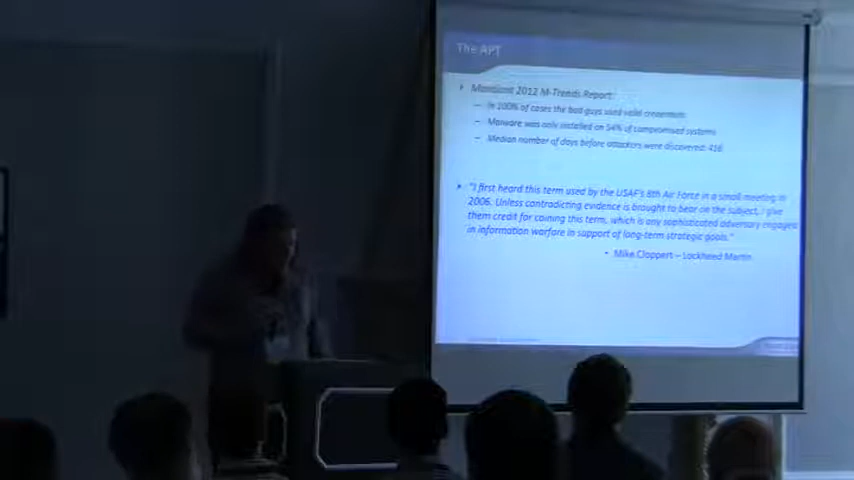 The APT
Mandiant 2012 M-Trends Report:
– In 100% of cases the bad guys used valid credentials
– Malware was only installed on 54% of compromised systems
– Median number of days before attackers were discovered: 416
"I first heard this term used by the USAF's 8th Air Force in a small meeting in
2006. Unless contradicting evidence is brought to bear on the subject, I give
them credit for coining this term, which is any sophisticated adversary engaged
in information warfare in support of long-term strategic goals."
• Mike Cloppert – Lockheed Martin